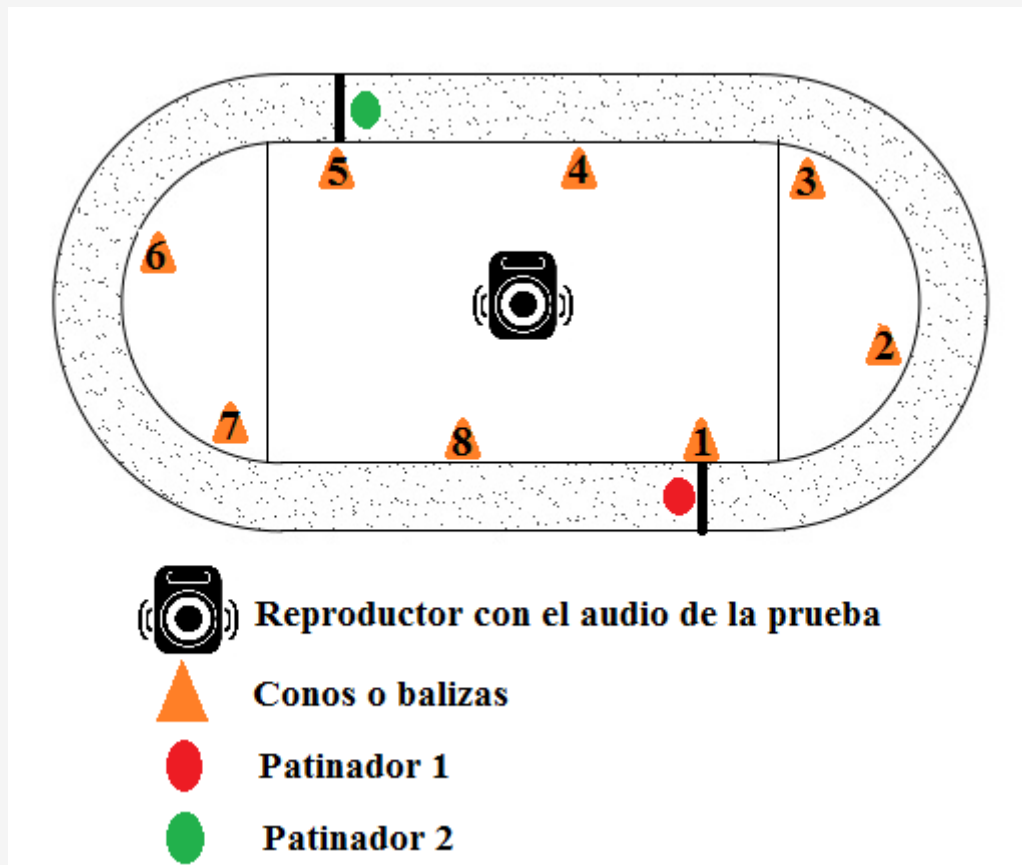 5
4
3
6
2
7
8
1
Reproductor con el audio de la prueba
Conos o balizas
Patinador 1
Patinador 2